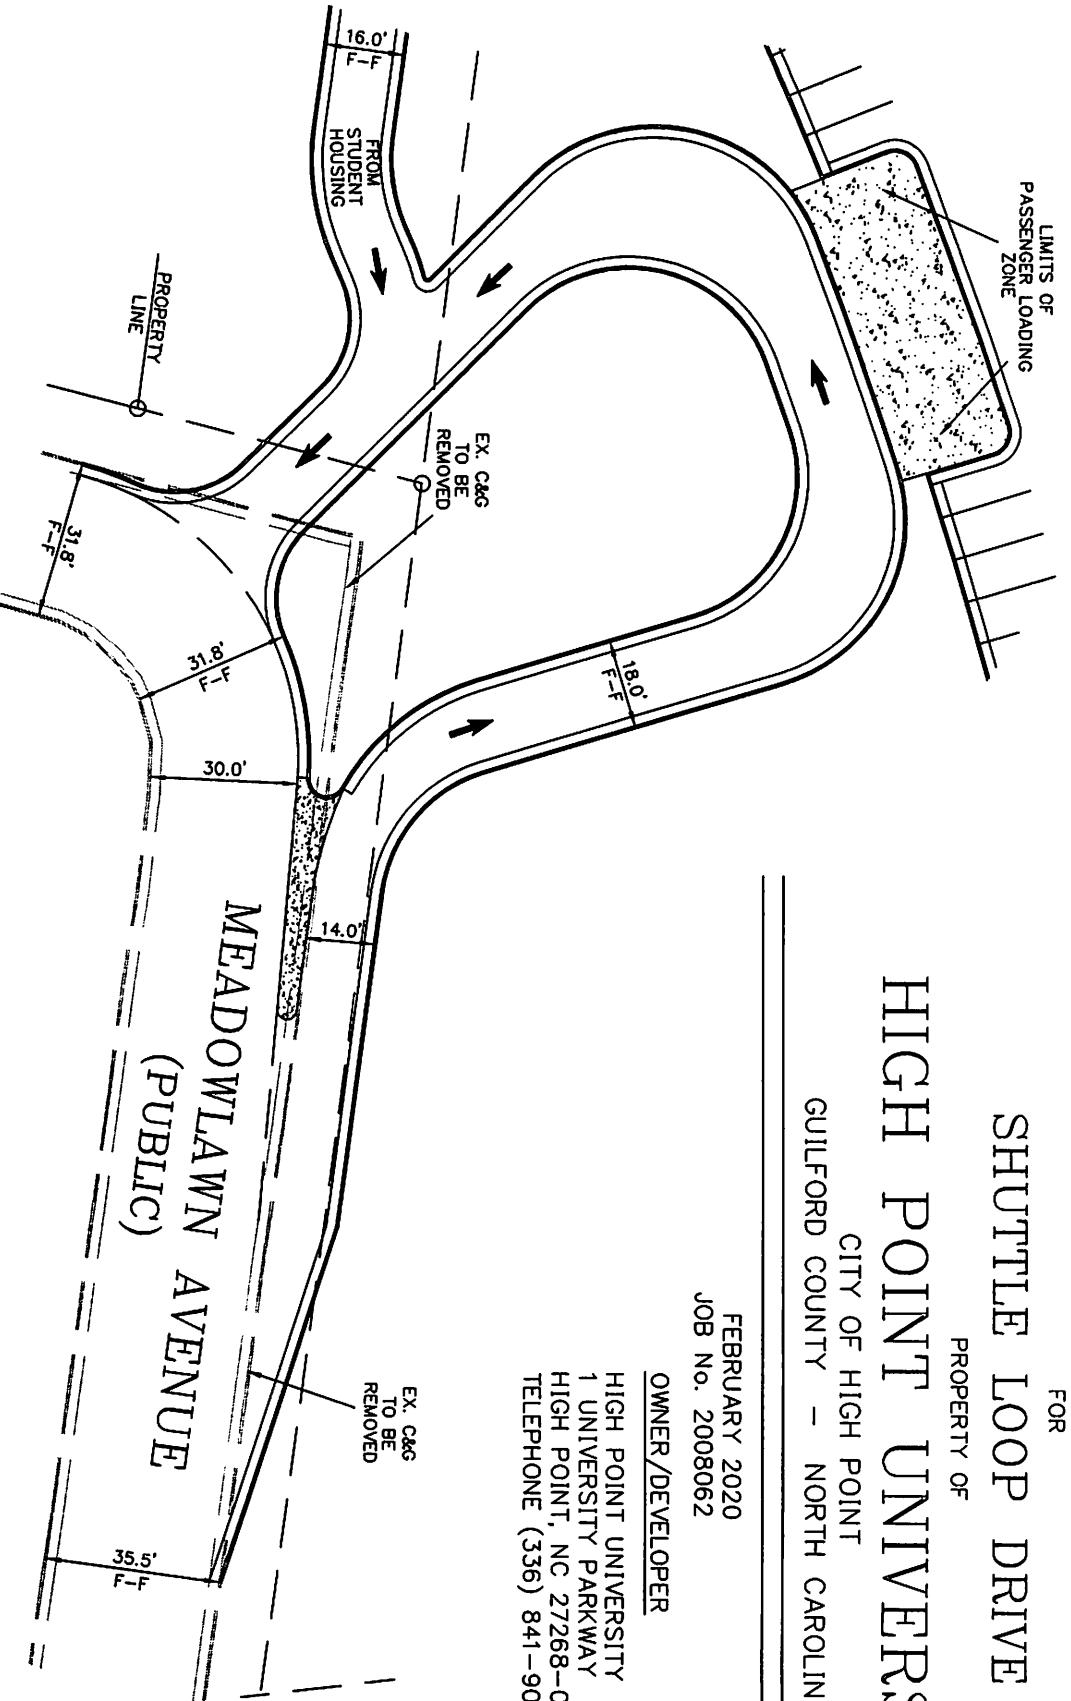 FOR
SHUTTLE LOOP DRIVE
PROPERTY OF
HIGH POINT UNIVERS
CITY OF HIGH POINT
GUILFORD COUNTY - NORTH CAROLIN
FEBRUARY 2020
JOB No. 2008062
OWNER/DEVELOPER
HIGH POINT UNIVERSITY
1 UNIVERSITY PARKWAY
HIGH POINT, NC 27268-0
TELEPHONE (336) 841-90
LIMITS OF
PASSENGER LOADING
ZONE
16.0'
F-F
FROM
STUDENT
HOUSING
PROPERTY
LINE
EX. C&G
TO BE
REMOVED
18.0'
F-F
31.8'
F-F
31.8'
F-F
30.0'
14.0'
MEADOWLAWN AVENUE
(PUBLIC)
EX. C&G
TO BE
REMOVED
35.5'
F-F